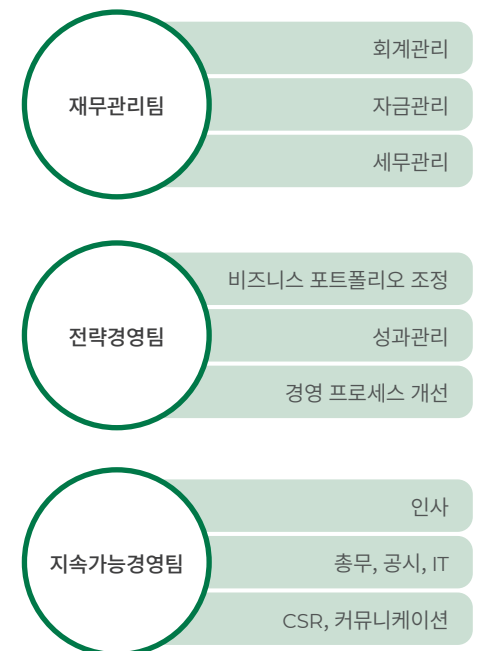 재무관리팀
회계관리
자금관리
세무관리
전략경영팀
비즈니스 포트폴리오 조정
성과관리
경영 프로세스 개선
지속가능경영팀
인사
총무, 공시, IT
CSR, 커뮤니케이션